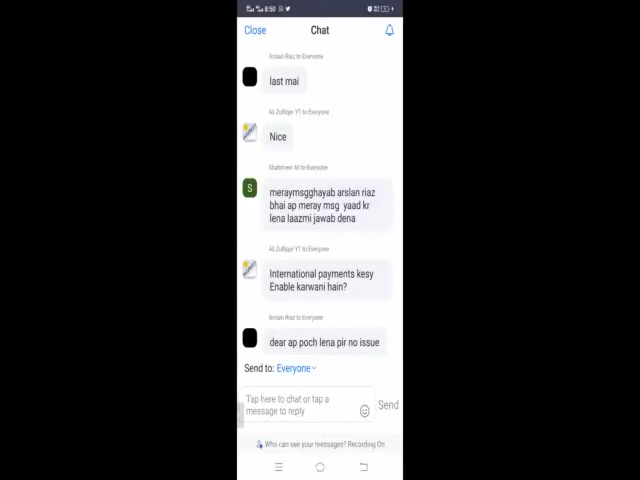 8:50
Close Chat
Arslan Riaz to Everyone
last mai
Ali Zulfiqar YT to Everyone
Nice
Shahmeer Ali to Everyone
S
meraymsgghayab arslan riaz
bhai ap meray msg yaad kr
lena laazmi jawab dena
Ali Zulfiqar YT to Everyone
International payments kesy
Enable karwani hain?
Arslan Riaz to Everyone
dear ap poch lena pir no issue
Send to: Everyone
Tap here to chat or tap a
message to reply
Send
Who can see your messages? Recording On